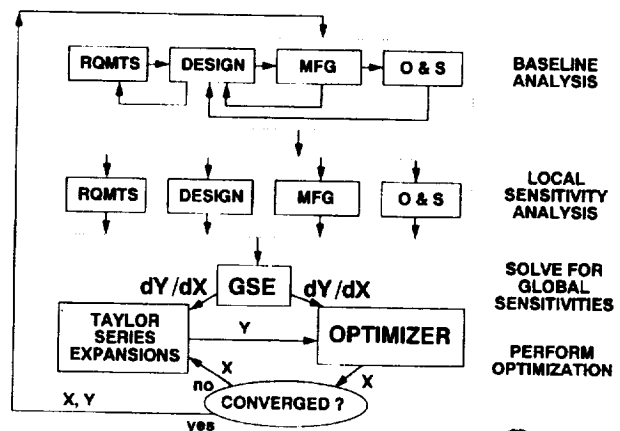 RQMTS
DESIGN
MFG
O & S
BASELINE
ANALYSIS
RQMTS
DESIGN
MFG
O & S
LOCAL
SENSITIVITY
ANALYSIS
dY/dX
GSE
dY/dX
SOLVE FOR
GLOBAL
SENSITIVITIES
TAYLOR
SERIES
EXPANSIONS
Y
OPTIMIZER
PERFORM
OPTIMIZATION
X
X
no
CONVERGED ?
X, Y
yes